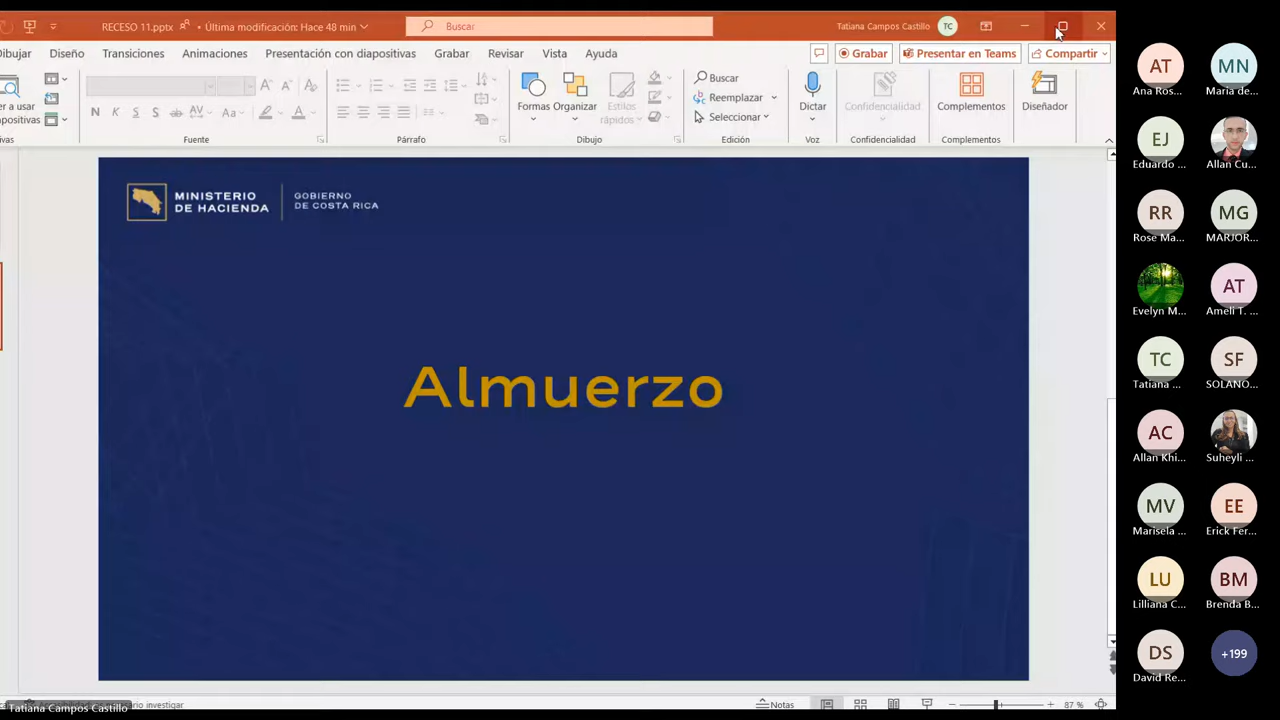 RECESO 11.pptx • Última modificación: Hace 48 min
Buscar
Tatiana Campos Castillo TC
Dibujar Diseño Transiciones Animaciones Presentación con diapositivas Grabar Revisar Vista Ayuda
Grabar Presentar en Teams Compartir
N K S S ab AV Aa A
Formas Organizar Estilos rápidos
Buscar
Reemplazar
Seleccionar
Dictar Confidencialidad Complementos Diseñador
Fuente Párrafo Dibujo Edición Voz Confidencialidad Complementos
MINISTERIO DE HACIENDA
GOBIERNO DE COSTA RICA
Almuerzo
AT MN
Ana Ros... Maria de...
EJ
Eduardo ... Allan Cu...
RR MG
Rose Ma... MARJOR...
AT
Evelyn M... Ameli T. ...
TC SF
Tatiana ... SOLANO...
AC
Allan Khi... Suheyli ...
MV EE
Marisela ... Erick Fer...
LU BM
Lilliana C... Brenda B...
DS +199
David Re...
Tatiana Campos Castillo
investigar
Notas
87 %